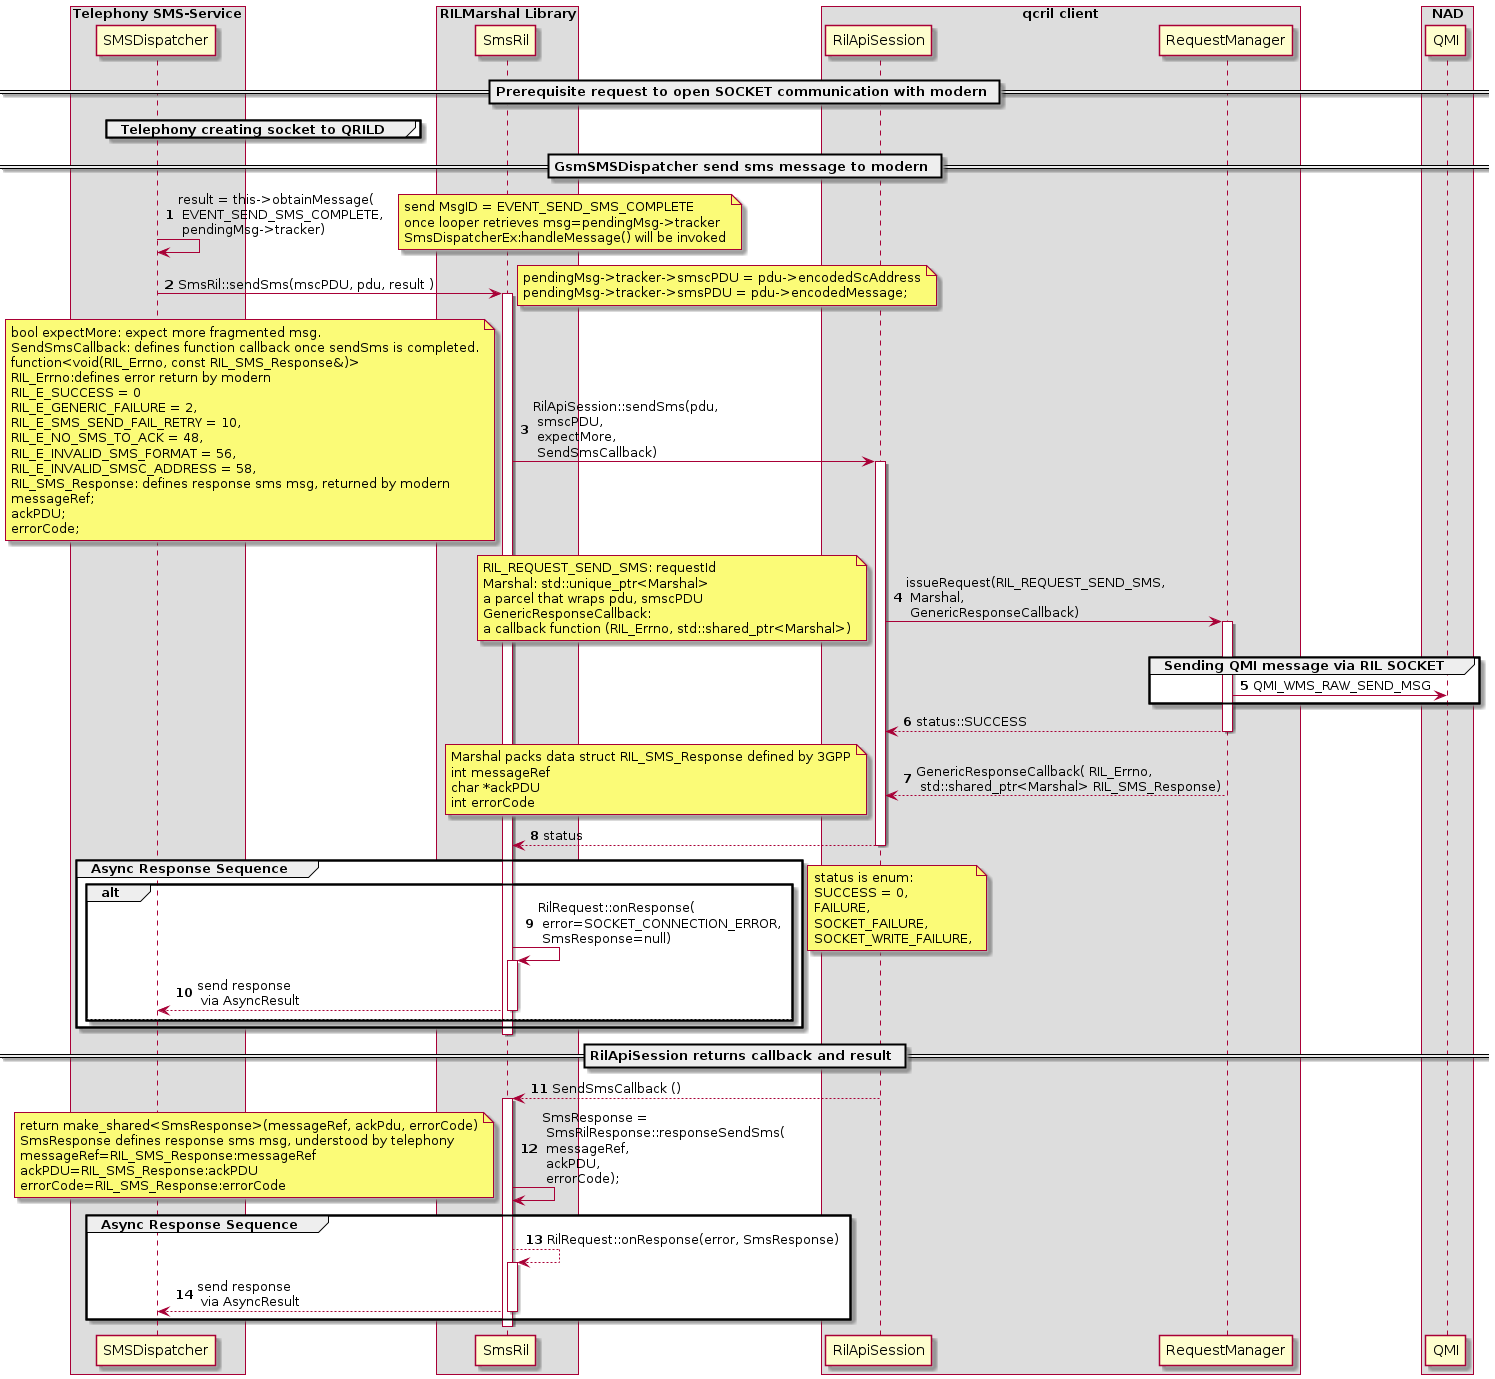 Telephony SMS-Service
RILMarshal Library
qcril client
NAD
SMSDispatcher
SmsRil
RilApiSession
RequestManager
QMI
Prerequisite request to open SOCKET communication with modern
Telephony creating socket to QRILD
GsmSMSDispatcher send sms message to modern
1 result = this->obtainMessage(
EVENT_SEND_SMS_COMPLETE,
pendingMsg->tracker)
send MsgID = EVENT_SEND_SMS_COMPLETE
once looper retrieves msg=pendingMsg->tracker
SmsDispatcherEx:handleMessage() will be invoked
2 SmsRil::sendSms(mscPDU, pdu, result )
pendingMsg->tracker->smscPDU = pdu->encodedScAddress
pendingMsg->tracker->smsPDU = pdu->encodedMessage;
bool expectMore: expect more fragmented msg.
SendSmsCallback: defines function callback once sendSms is completed.
function<void(RIL_Errno, const RIL_SMS_Response&)>
RIL_Errno:defines error return by modern
RIL_E_SUCCESS = 0
RIL_E_GENERIC_FAILURE = 2,
RIL_E_SMS_SEND_FAIL_RETRY = 10,
RIL_E_NO_SMS_TO_ACK = 48,
RIL_E_INVALID_SMS_FORMAT = 56,
RIL_E_INVALID_SMSC_ADDRESS = 58,
RIL_SMS_Response: defines response sms msg, returned by modern
messageRef;
ackPDU;
errorCode;
3 RilApiSession::sendSms(pdu,
smscPDU,
expectMore,
SendSmsCallback)
RIL_REQUEST_SEND_SMS: requestId
Marshal: std::unique_ptr<Marshal>
a parcel that wraps pdu, smscPDU
GenericResponseCallback:
a callback function (RIL_Errno, std::shared_ptr<Marshal>)
4 issueRequest(RIL_REQUEST_SEND_SMS,
Marshal,
GenericResponseCallback)
Sending QMI message via RIL SOCKET
5 QMI_WMS_RAW_SEND_MSG
6 status::SUCCESS
Marshal packs data struct RIL_SMS_Response defined by 3GPP
int messageRef
char *ackPDU
int errorCode
7 GenericResponseCallback( RIL_Errno,
std::shared_ptr<Marshal> RIL_SMS_Response)
8 status
Async Response Sequence
alt
status is enum:
SUCCESS = 0,
FAILURE,
SOCKET_FAILURE,
SOCKET_WRITE_FAILURE,
9 RilRequest::onResponse(
error=SOCKET_CONNECTION_ERROR,
SmsResponse=null)
10 send response
via AsyncResult
RilApiSession returns callback and result
11 SendSmsCallback ()
return make_shared<SmsResponse>(messageRef, ackPdu, errorCode)
SmsResponse defines response sms msg, understood by telephony
messageRef=RIL_SMS_Response:messageRef
ackPDU=RIL_SMS_Response:ackPDU
errorCode=RIL_SMS_Response:errorCode
12 SmsResponse =
SmsRilResponse::responseSendSms(
messageRef,
ackPDU,
errorCode);
Async Response Sequence
13 RilRequest::onResponse(error, SmsResponse)
14 send response
via AsyncResult
SMSDispatcher
SmsRil
RilApiSession
RequestManager
QMI